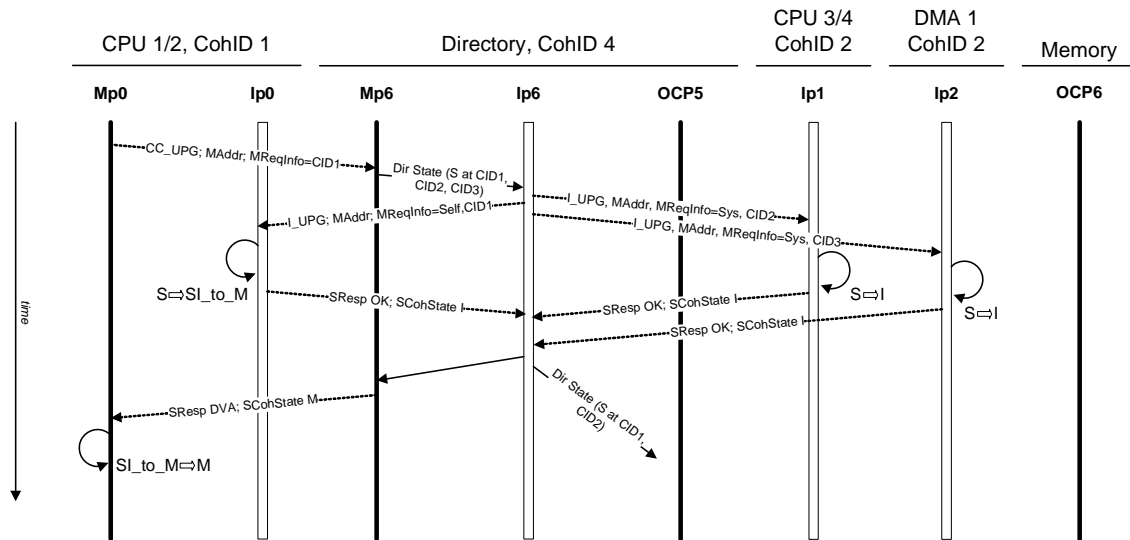 CPU 1/2, CohID 1
Directory, CohID 4
CPU 3/4
CohID 2
DMA 1
CohID 2
Memory
Mp0
Ip0
Mp6
Ip6
OCP5
Ip1
Ip2
OCP6
CC_UPG; MAddr; MReqInfo=CID1
Dir State (S at CID1,
CID2, CID3)
I_UPG, MAddr, MReqInfo=Sys, CID2
I_UPG; MAddr; MReqInfo=Self,CID1
I_UPG, MAddr, MReqInfo=Sys, CID3
time
S⇨SI_to_M
S⇨I
S⇨I
SResp OK; SCohState I
SResp OK; SCohState I
SResp OK; SCohState I
Dir State (S at CID1,
CID2)
SResp DVA; SCohState M
SI_to_M⇨M